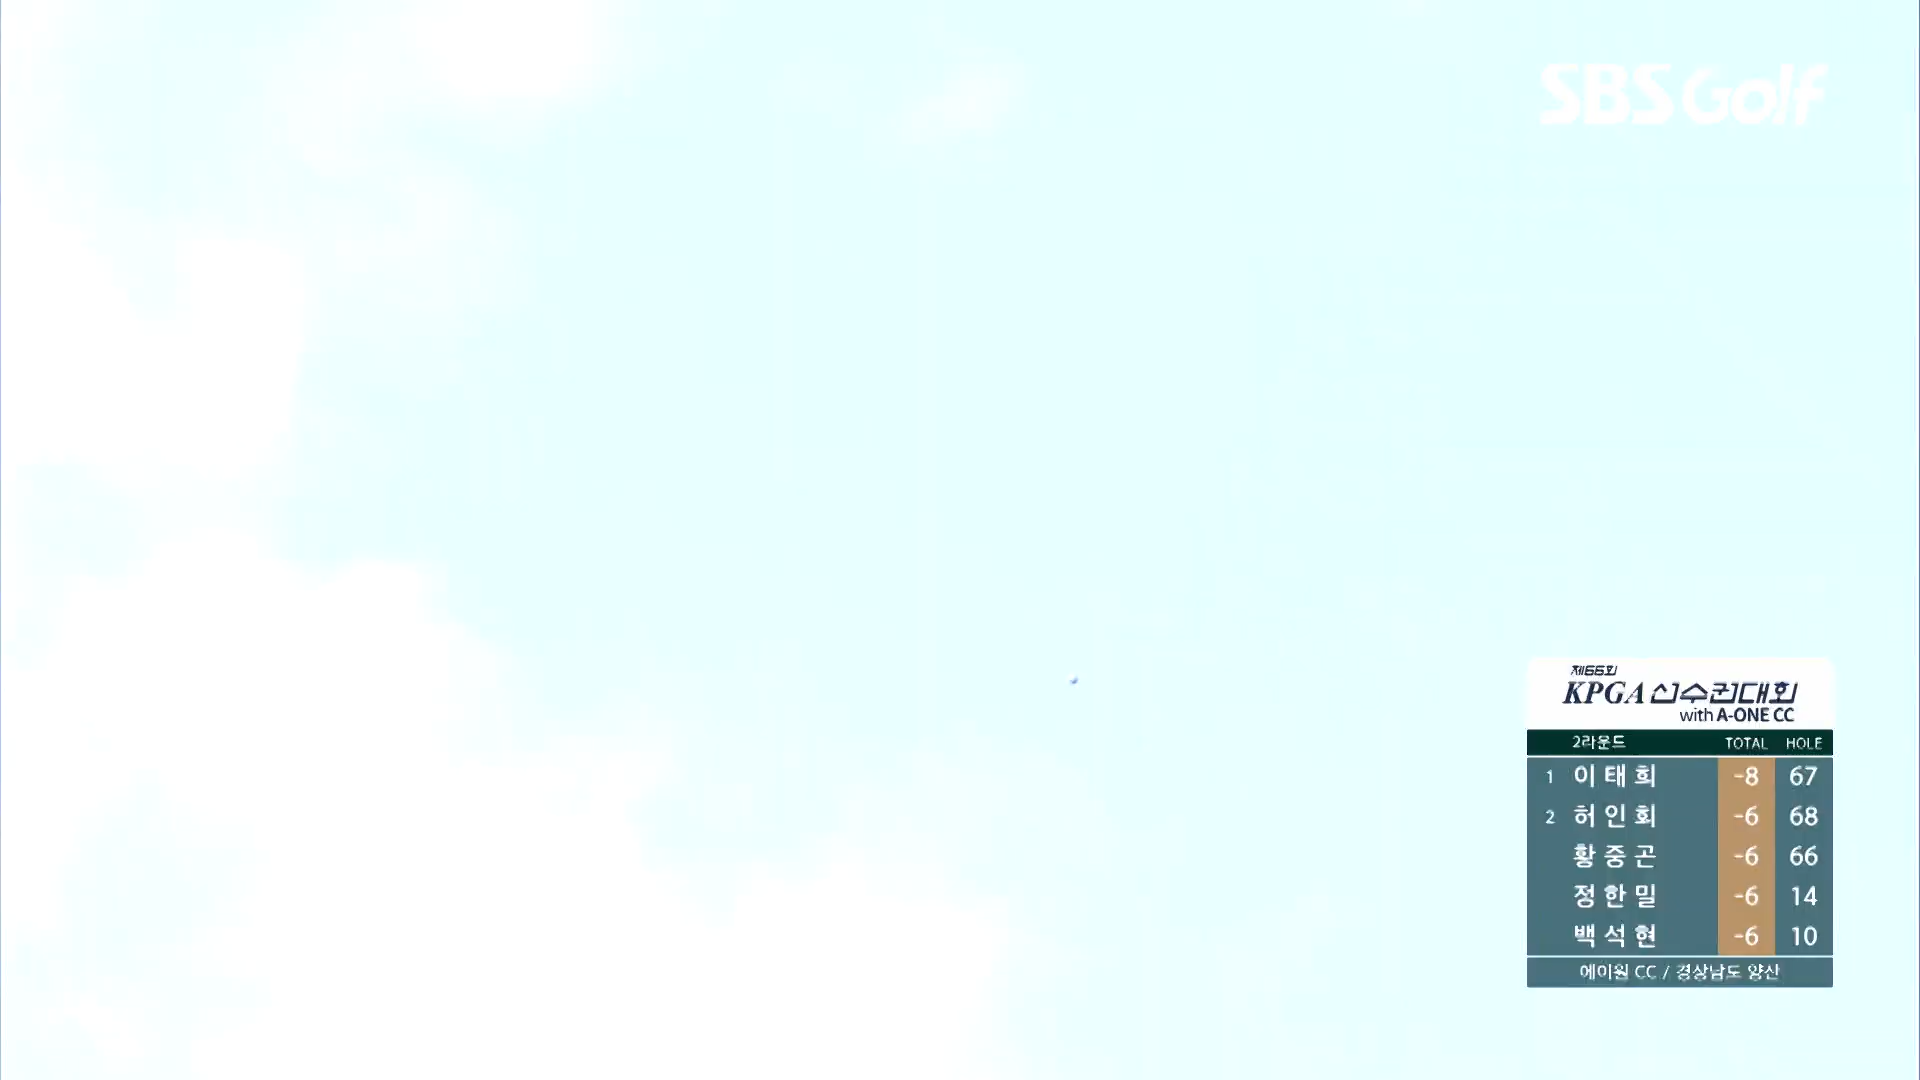 SBS Golf
제66회
KPGA 선수권대회
with A-ONE CC
2라운드 TOTAL HOLE
1 이태희 -8 67
2 허인회 -6 68
황중곤 -6 66
정한밀 -6 14
백석현 -6 10
에이원 CC / 경상남도 양산